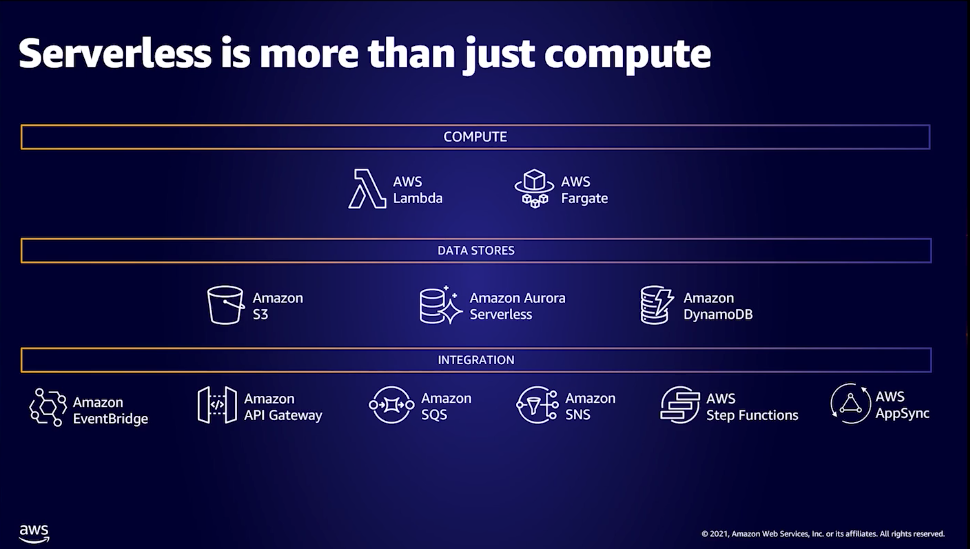 Serverless is more than just compute
COMPUTE
AWS
Lambda
AWS
Fargate
DATA STORES
Amazon
S3
Amazon Aurora
Serverless
Amazon
DynamoDB
INTEGRATION
Amazon
EventBridge
Amazon
API Gateway
Amazon
SQS
Amazon
SNS
AWS
Step Functions
AWS
AppSync
aws
© 2021, Amazon Web Services, Inc. or its affiliates. All rights reserved.